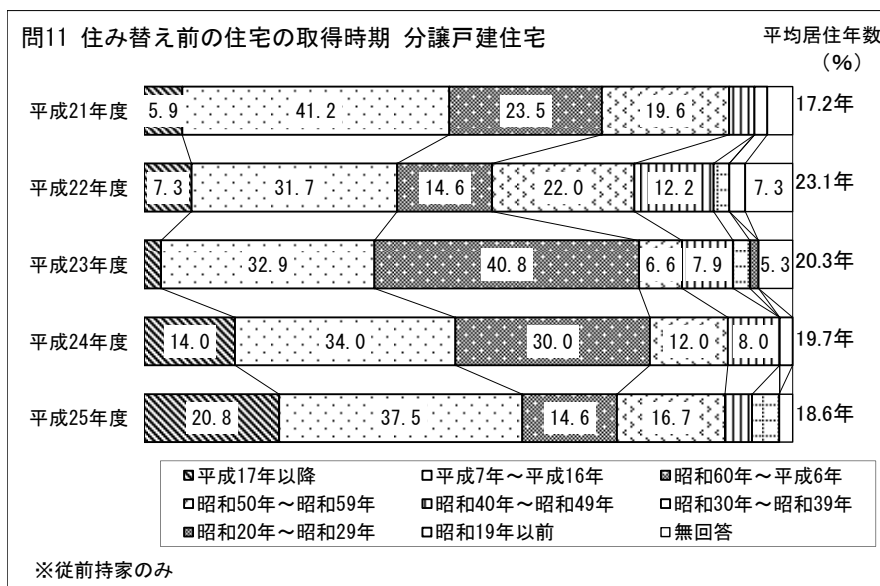 問11 住み替え前の住宅の取得時期 分譲戸建住宅
平均居住年数
（%）
平成21年度 5.9 41.2 23.5 19.6 17.2年
平成22年度 7.3 31.7 14.6 22.0 12.2 7.3 23.1年
平成23年度 32.9 40.8 6.6 7.9 5.3 20.3年
平成24年度 14.0 34.0 30.0 12.0 8.0 19.7年
平成25年度 20.8 37.5 14.6 16.7 18.6年
平成17年以降 平成7年～平成16年 昭和60年～平成6年
昭和50年～昭和59年 昭和40年～昭和49年 昭和30年～昭和39年
昭和20年～昭和29年 昭和19年以前 無回答
※従前持家のみ